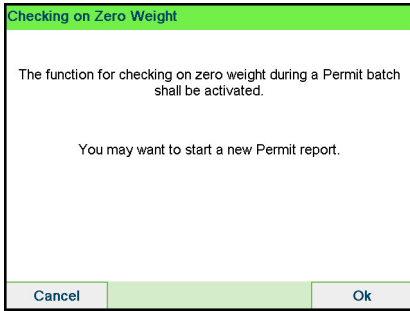 Checking on Zero Weight
The function for checking on zero weight during a Permit batch
shall be activated.
You may want to start a new Permit report.
Cancel
Ok